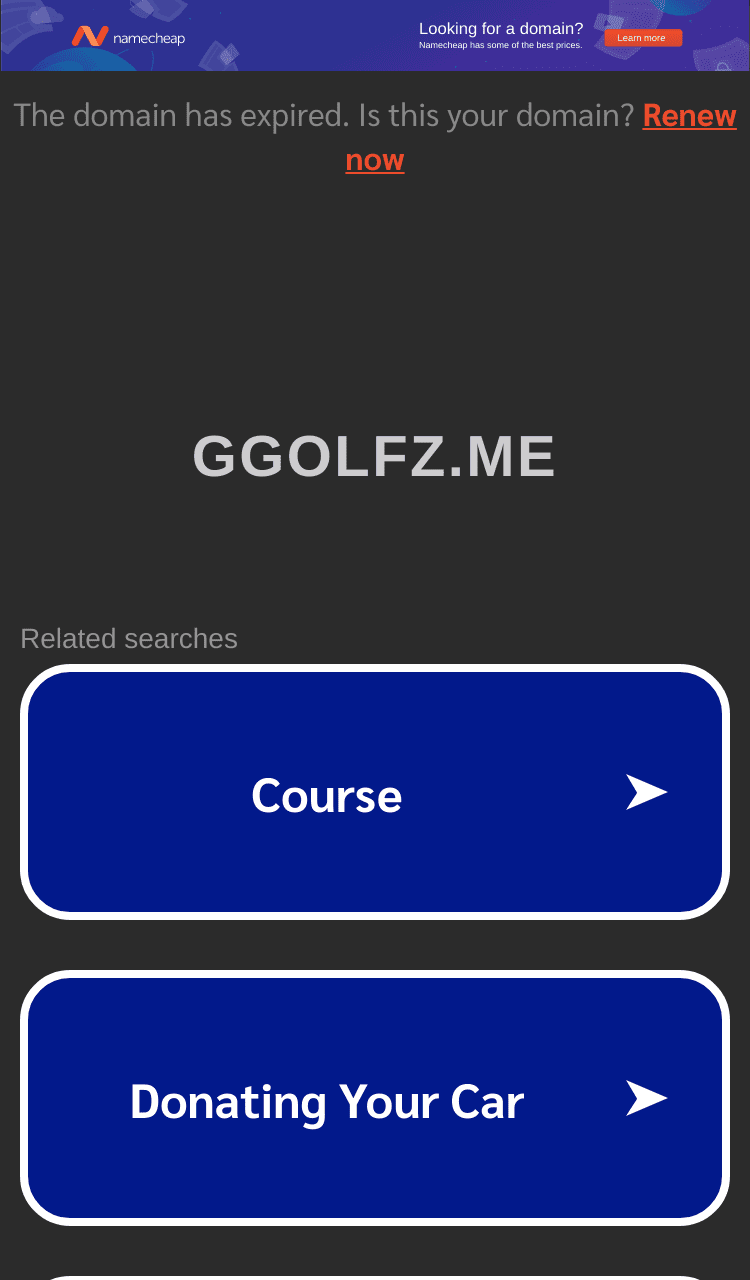 namecheap
Looking for a domain?
Namecheap has some of the best prices.
Learn more
The domain has expired. Is this your domain? Renew
now
GGOLFZ.ME
Related searches
Course
Donating Your Car